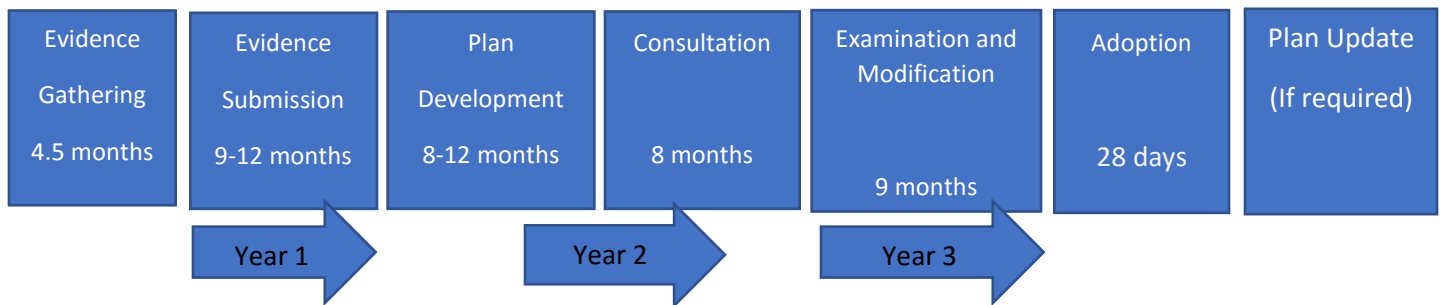 Evidence
Gathering
4.5 months
Evidence
Submission
9-12 months
Plan
Development
8-12 months
Consultation
8 months
Examination and
Modification
9 months
Adoption
28 days
Plan Update
(If required)
Year 1
Year 2
Year 3